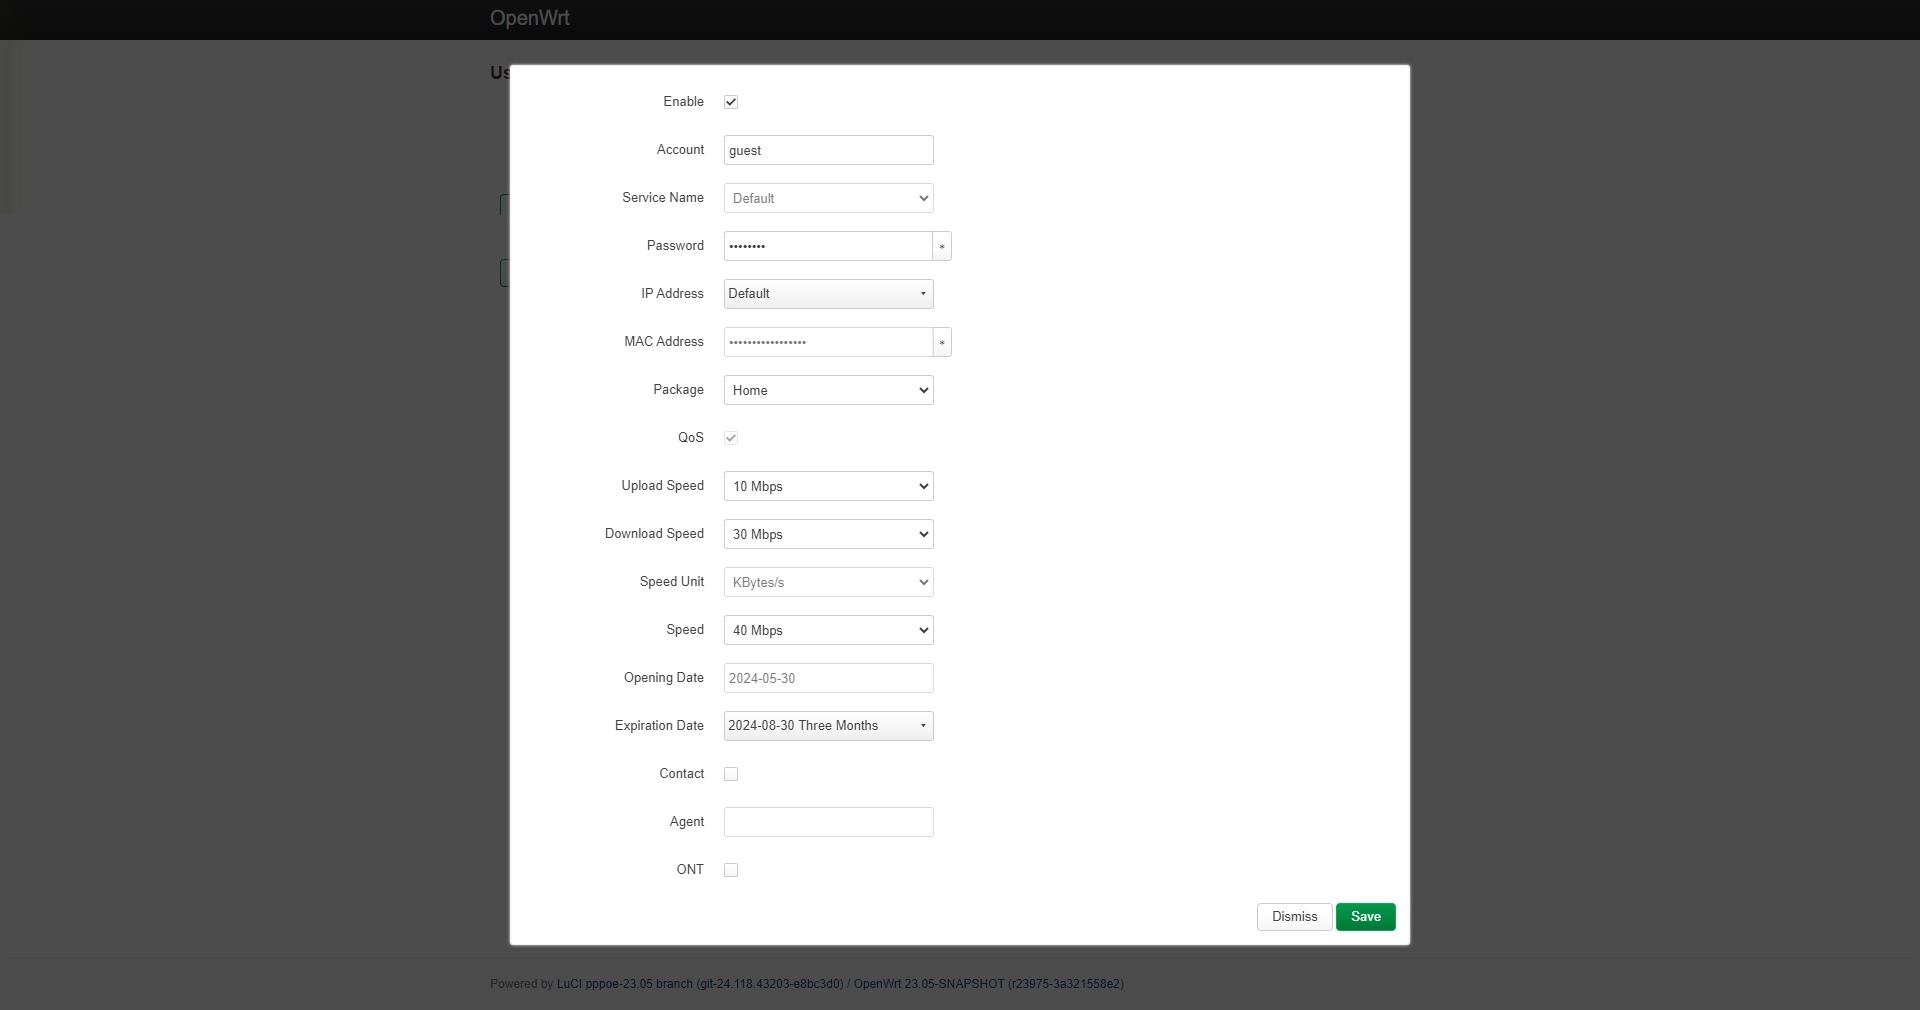 OpenWrt
Us
Enable
Account guest
Service Name Default
Password •••••••• *
IP Address Default
MAC Address ••••••••••••••••• *
Package Home
QoS
Upload Speed 10 Mbps
Download Speed 30 Mbps
Speed Unit KBytes/s
Speed 40 Mbps
Opening Date 2024-05-30
Expiration Date 2024-08-30 Three Months
Contact
Agent
ONT
Dismiss Save
Powered by LuCI pppoe-23.05 branch (git-24.118.43203-e8bc3d0) / OpenWrt 23.05-SNAPSHOT (r23975-3a321558e2)